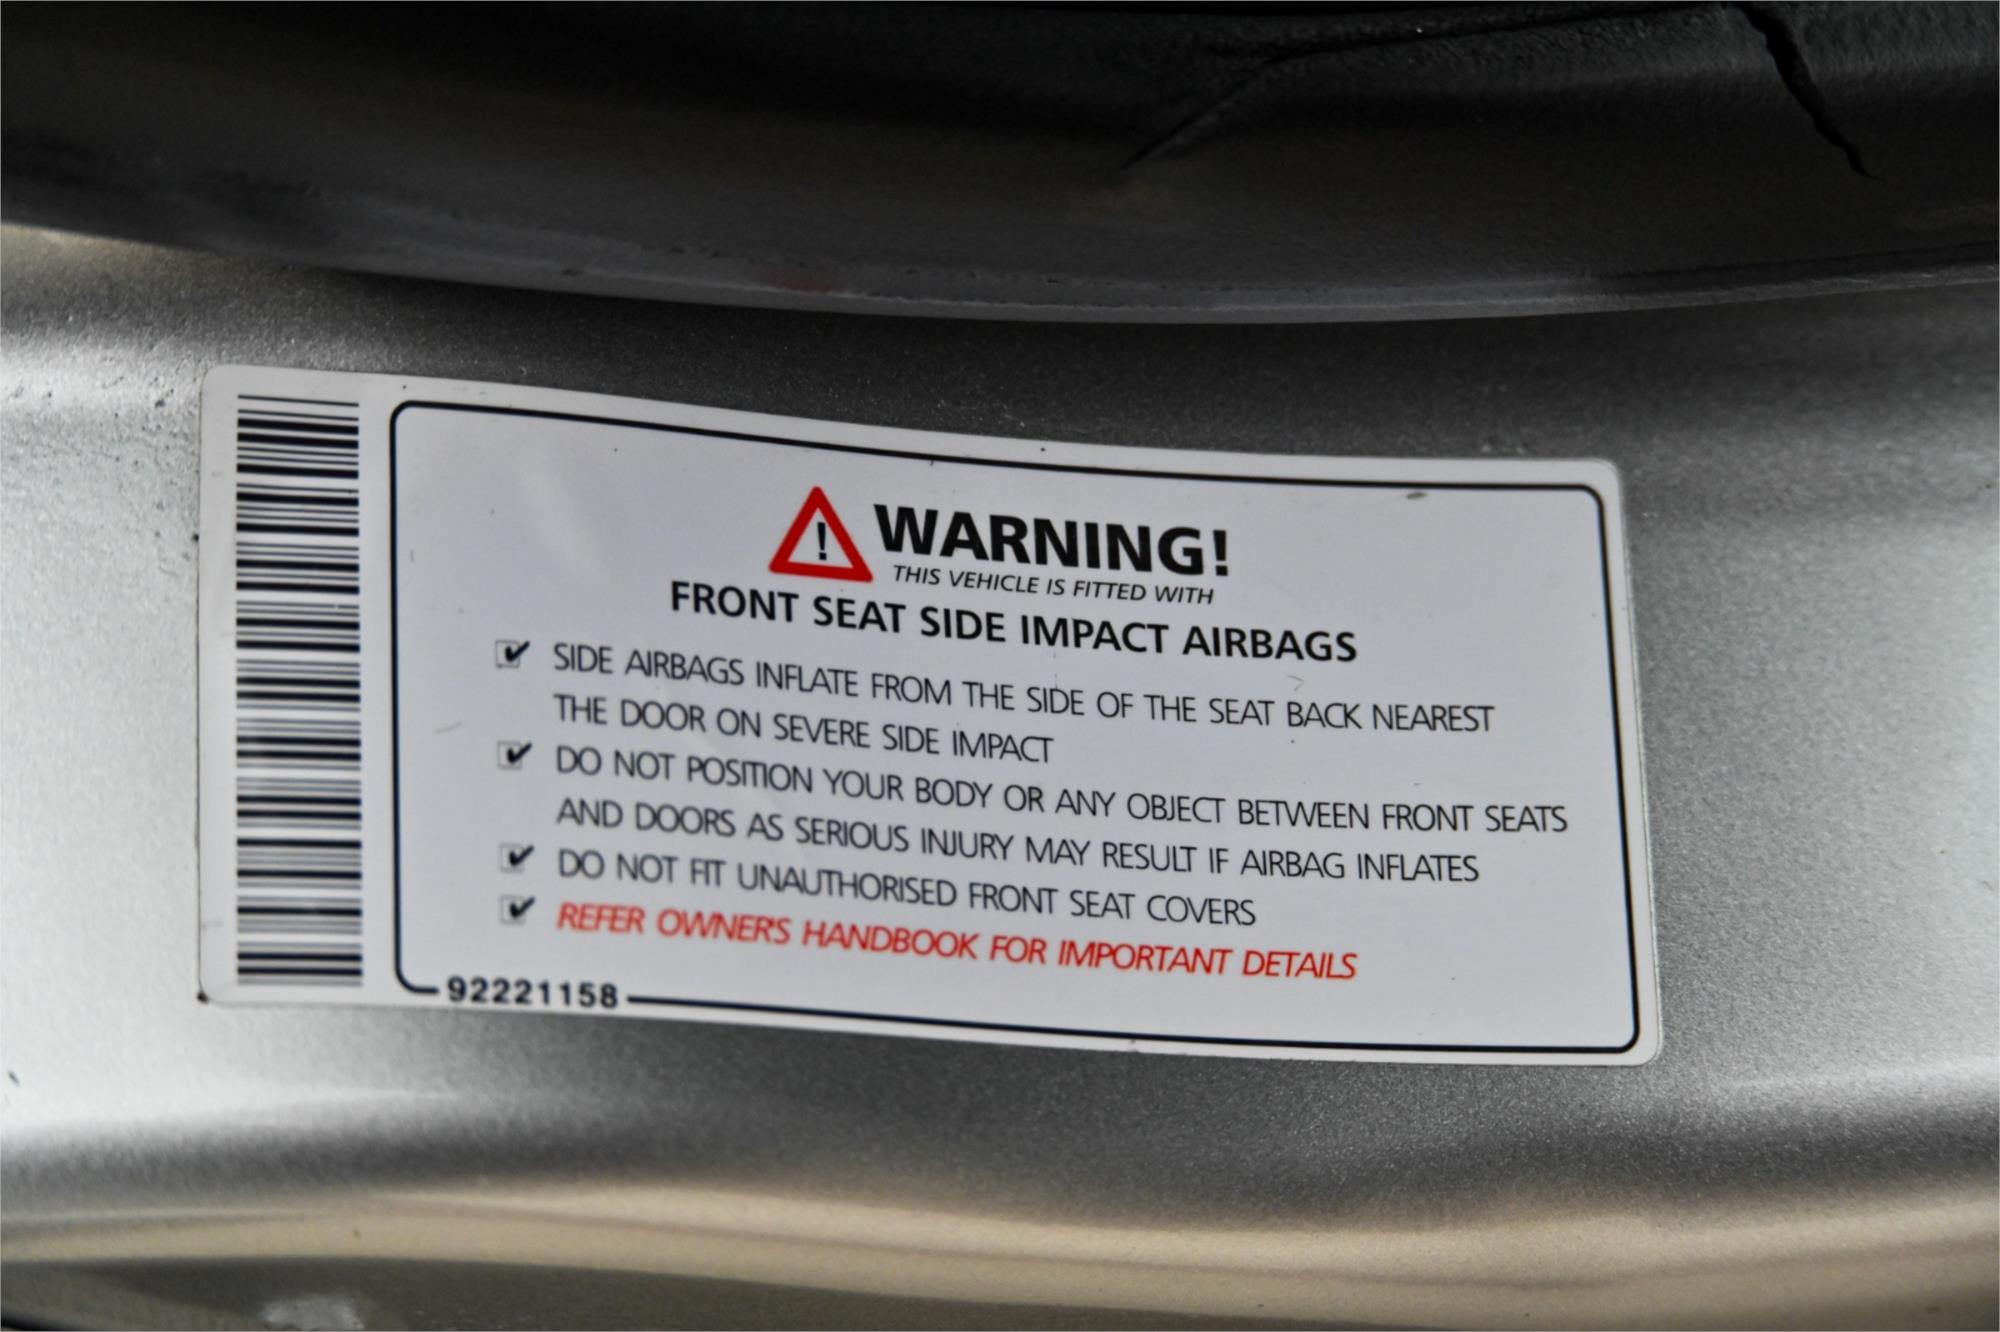 ! WARNING!
THIS VEHICLE IS FITTED WITH
FRONT SEAT SIDE IMPACT AIRBAGS
SIDE AIRBAGS INFLATE FROM THE SIDE OF THE SEAT BACK NEAREST
THE DOOR ON SEVERE SIDE IMPACT
DO NOT POSITION YOUR BODY OR ANY OBJECT BETWEEN FRONT SEATS
AND DOORS AS SERIOUS INJURY MAY RESULT IF AIRBAG INFLATES
DO NOT FIT UNAUTHORISED FRONT SEAT COVERS
REFER OWNER'S HANDBOOK FOR IMPORTANT DETAILS
92221158